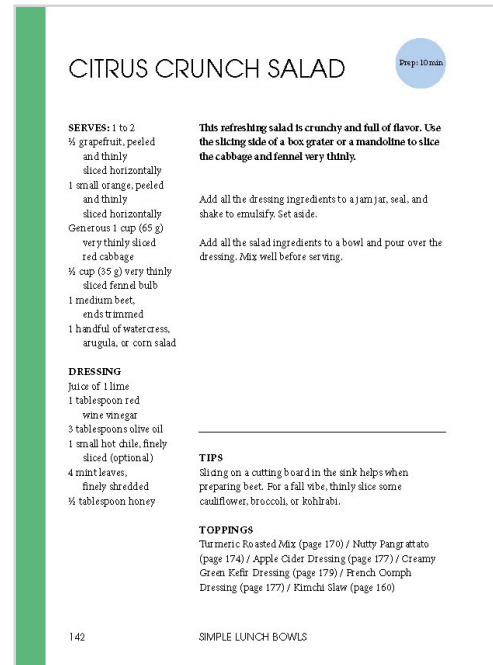 CITRUS CRUNCH SALAD
Prep: 10 min
SERVES: 1 to 2
½ grapefruit, peeled
and thinly
sliced horizontally
1 small orange, peeled
and thinly
sliced horizontally
Generous 1 cup (65 g)
very thinly sliced
red cabbage
½ cup (35 g) very thinly
sliced fennel bulb
1 medium beet,
ends trimmed
1 handful of watercress,
arugula, or corn salad
DRESSING
Juice of 1 lime
1 tablespoon red
wine vinegar
3 tablespoons olive oil
1 small hot chile, finely
sliced (optional)
4 mint leaves,
finely shredded
½ tablespoon honey
This refreshing salad is crunchy and full of flavor. Use
the slicing side of a box grater or a mandoline to slice
the cabbage and fennel very thinly.
Add all the dressing ingredients to a jam jar, seal, and
shake to emulsify. Set aside.
Add all the salad ingredients to a bowl and pour over the
dressing. Mix well before serving.
TIPS
Slicing on a cutting board in the sink helps when
preparing beet. For a fall vibe, thinly slice some
cauliflower, broccoli, or kohlrabi.
TOPPINGS
Turmeric Roasted Mix (page 170) / Nutty Pangrattato
(page 174) / Apple Cider Dressing (page 177) / Creamy
Green Kefir Dressing (page 179) / French Oomph
Dressing (page 177) / Kimchi Slaw (page 160)
142
SIMPLE LUNCH BOWLS